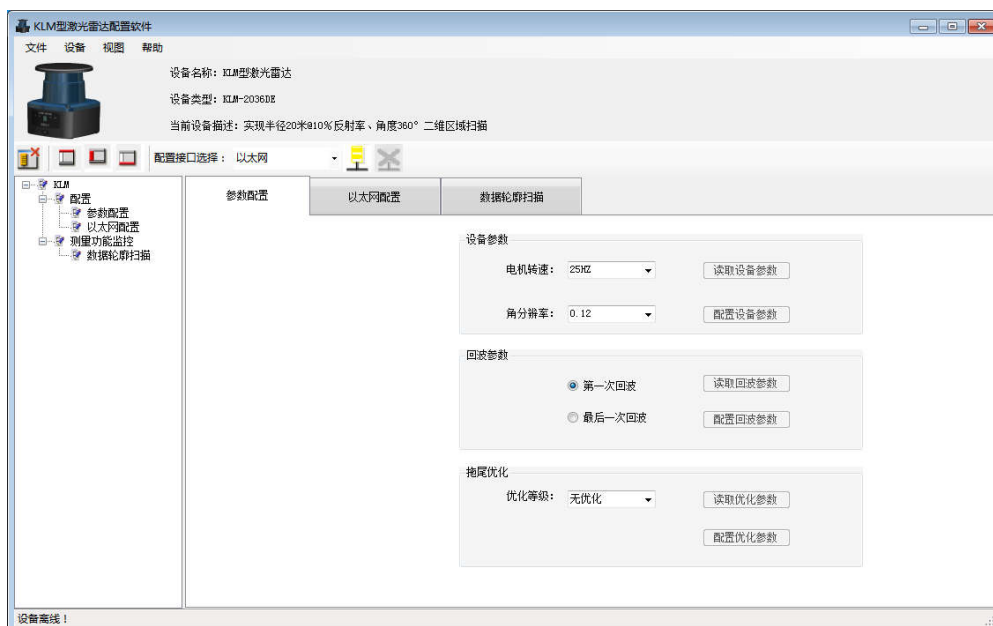 KLM型激光雷达配置软件
文件 设备 视图 帮助
设备名称：KLM型激光雷达
设备类型：KLM-2036DE
当前设备描述：实现半径20米@10%反射率、角度360° 二维区域扫描
配置接口选择： 以太网
KLM
配置
参数配置
以太网配置
测量功能监控
数据轮廓扫描
参数配置 以太网配置 数据轮廓扫描
设备参数
电机转速： 25HZ 读取设备参数
角分辨率： 0.12 配置设备参数
回波参数
第一次回波 读取回波参数
最后一次回波 配置回波参数
拖尾优化
优化等级： 无优化 读取优化参数
配置优化参数
设备离线！